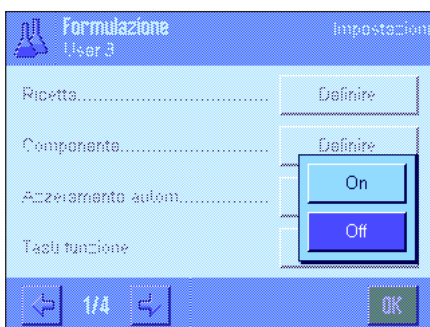 Formulazione
Impostazioni
User 3
Ricetta............................... Definire
Componente........................ Definire
Azzeramento autom...............
On
Off
Tasti funzione
1/4
OK